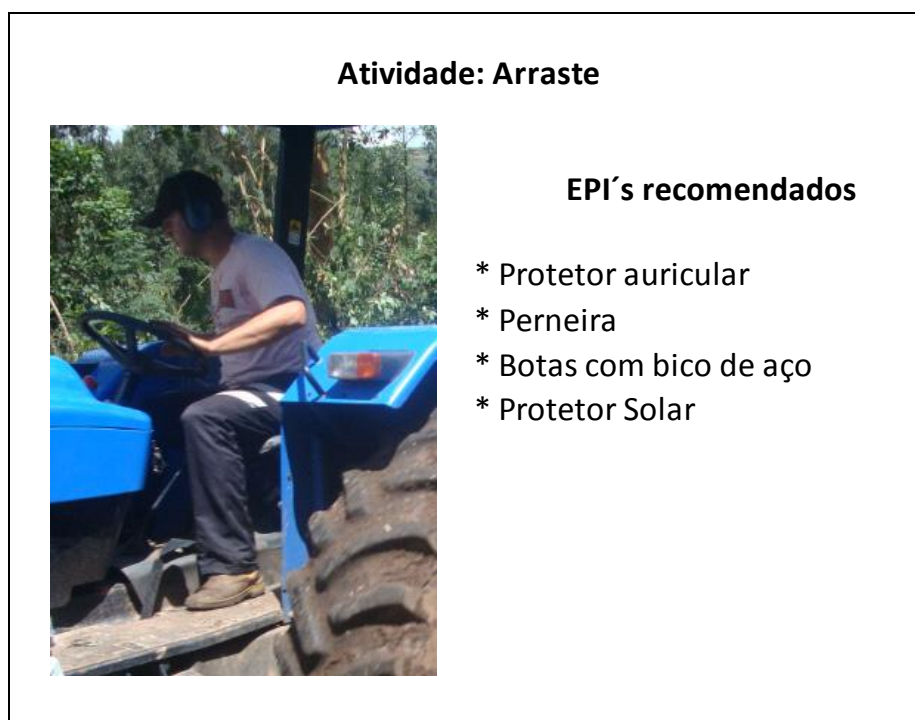 Atividade: Arraste
EPI´s recomendados
* Protetor auricular
* Perneira
* Botas com bico de aço
* Protetor Solar